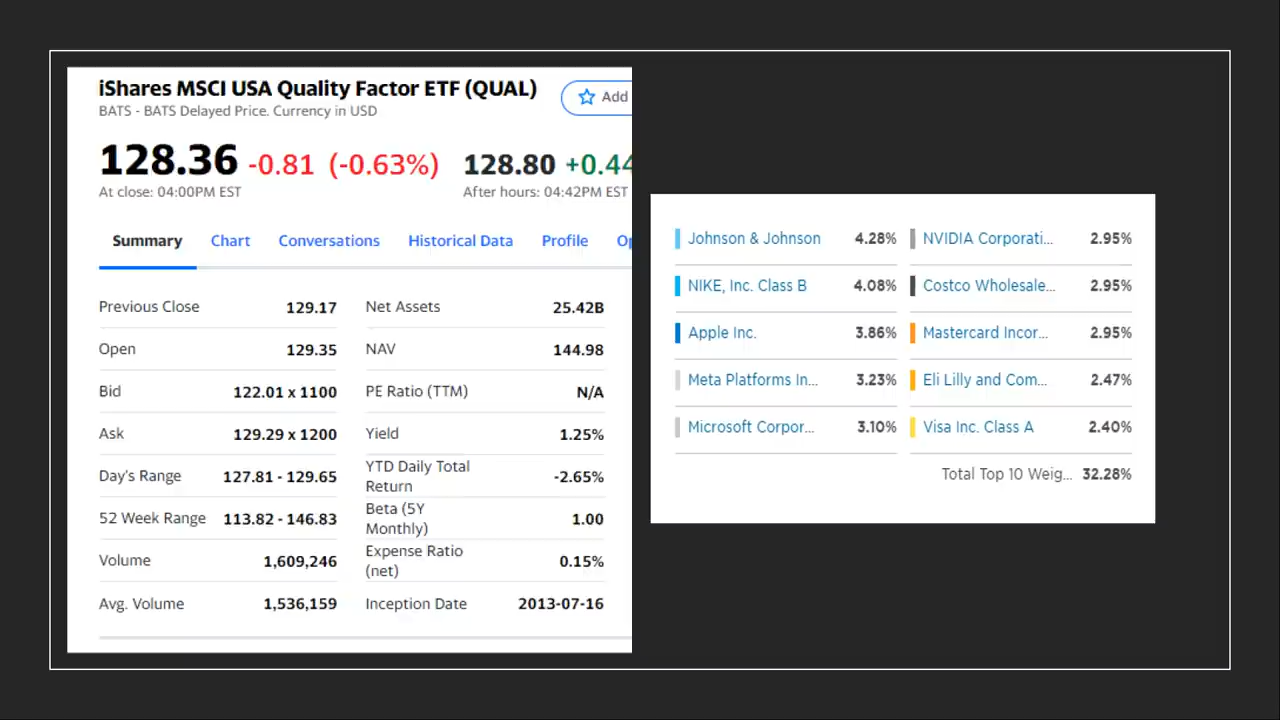 iShares MSCI USA Quality Factor ETF (QUAL)
Add
BATS - BATS Delayed Price. Currency in USD
128.36 -0.81 (-0.63%) 128.80 +0.44
At close: 04:00PM EST After hours: 04:42PM EST
Summary Chart Conversations Historical Data Profile Op
Previous Close 129.17 Net Assets 25.42B
Open 129.35 NAV 144.98
Bid 122.01 x 1100 PE Ratio (TTM) N/A
Ask 129.29 x 1200 Yield 1.25%
Day's Range 127.81 - 129.65 YTD Daily Total
Return -2.65%
52 Week Range 113.82 - 146.83 Beta (5Y
Monthly) 1.00
Volume 1,609,246 Expense Ratio
(net) 0.15%
Avg. Volume 1,536,159 Inception Date 2013-07-16
Johnson & Johnson 4.28% NVIDIA Corporati... 2.95%
NIKE, Inc. Class B 4.08% Costco Wholesale... 2.95%
Apple Inc. 3.86% Mastercard Incor... 2.95%
Meta Platforms In... 3.23% Eli Lilly and Com... 2.47%
Microsoft Corpor... 3.10% Visa Inc. Class A 2.40%
Total Top 10 Weig... 32.28%